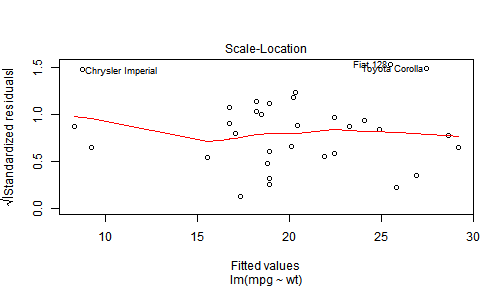 Scale-Location
√|Standardized residuals|
1.5
1.0
0.5
0.0
Fiat 128
Toyota Corolla
Chrysler Imperial
10 15 20 25 30
Fitted values
lm(mpg ~ wt)